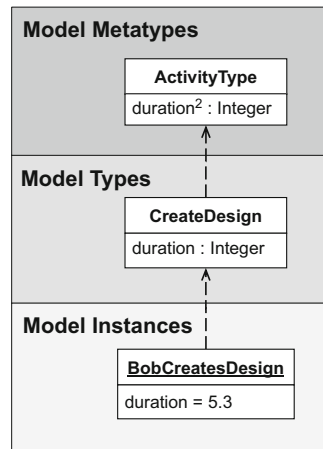 Model Metatypes
ActivityType
duration² : Integer
Model Types
CreateDesign
duration : Integer
Model Instances
BobCreatesDesign
duration = 5.3